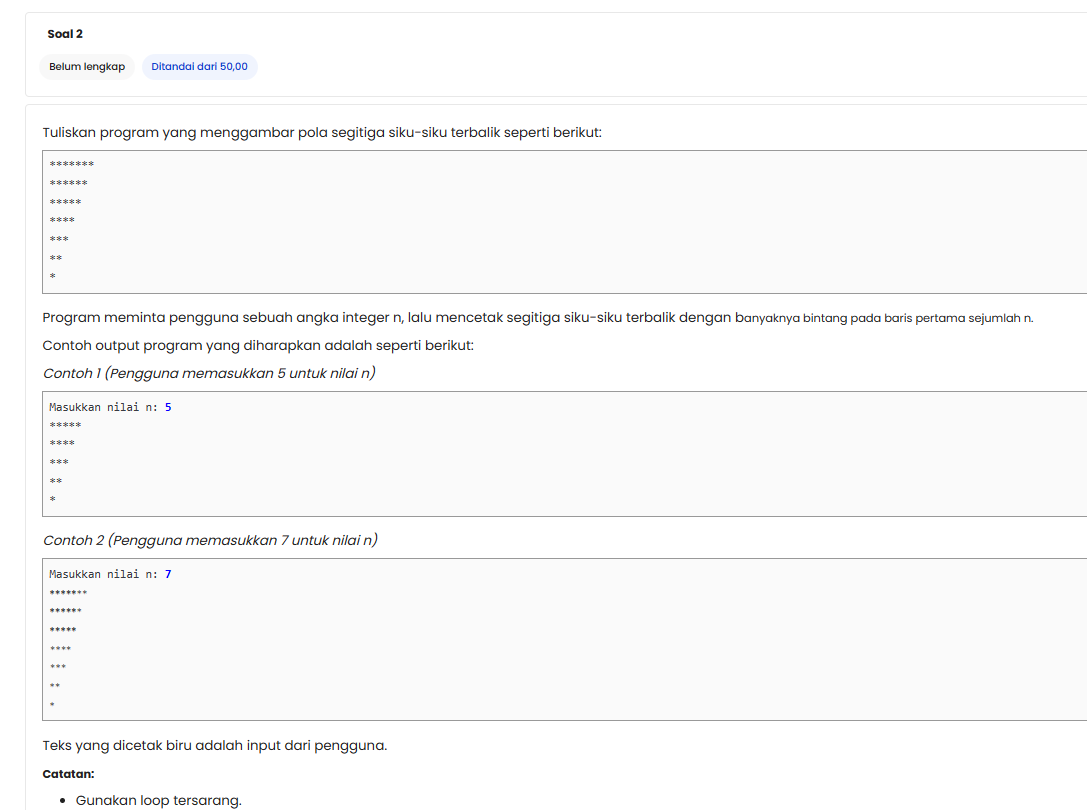 Soal 2
Belum lengkap Ditandai dari 50,00
Tuliskan program yang menggambar pola segitiga siku-siku terbalik seperti berikut:
*******
******
*****
****
***
**
*
Program meminta pengguna sebuah angka integer n, lalu mencetak segitiga siku-siku terbalik dengan banyaknya bintang pada baris pertama sejumlah n.
Contoh output program yang diharapkan adalah seperti berikut:
Contoh 1 (Pengguna memasukkan 5 untuk nilai n)
Masukkan nilai n: 5
*****
****
***
**
*
Contoh 2 (Pengguna memasukkan 7 untuk nilai n)
Masukkan nilai n: 7
*******
******
*****
****
***
**
*
Teks yang dicetak biru adalah input dari pengguna.
Catatan:
• Gunakan loop tersarang.